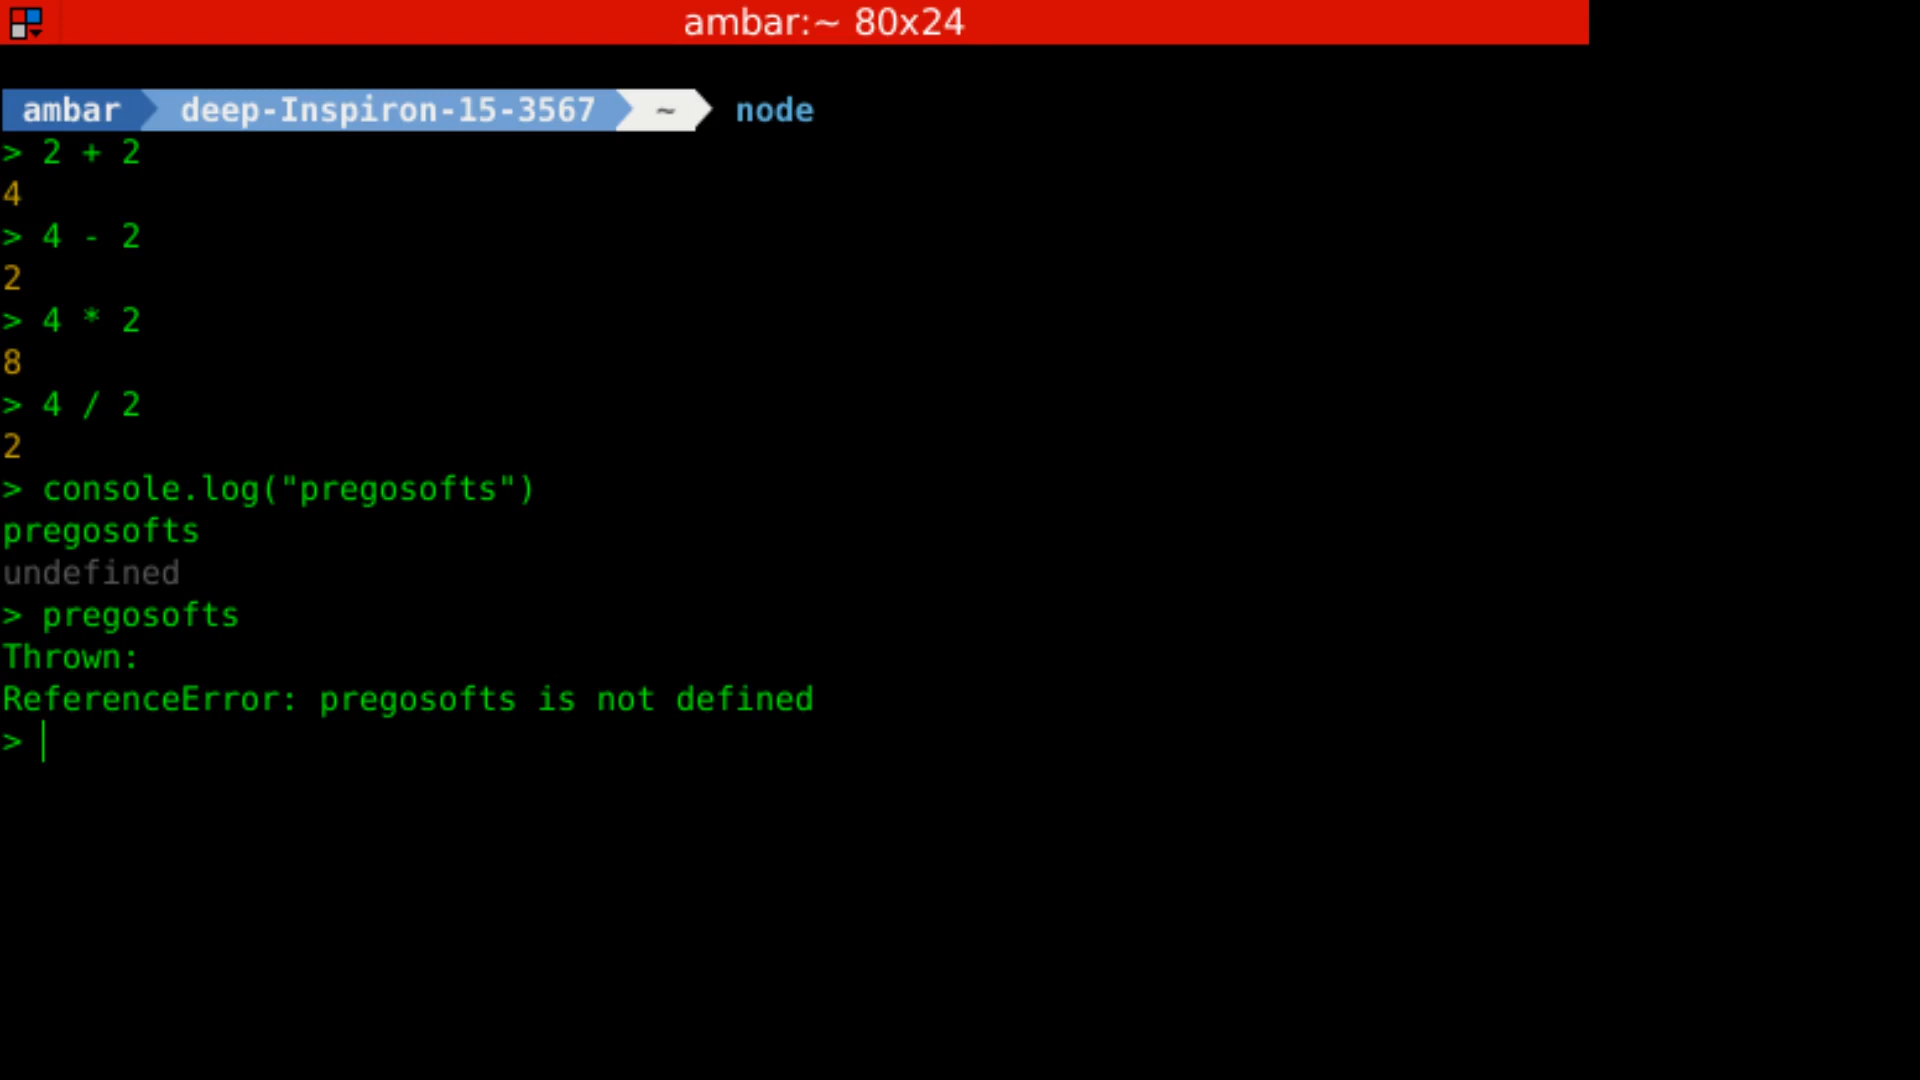 ambar:~ 80x24
ambar deep-Inspiron-15-3567 ~ node
> 2 + 2
4
> 4 - 2
2
> 4 * 2
8
> 4 / 2
2
> console.log("pregosofts")
pregosofts
undefined
> pregosofts
Thrown:
ReferenceError: pregosofts is not defined
>